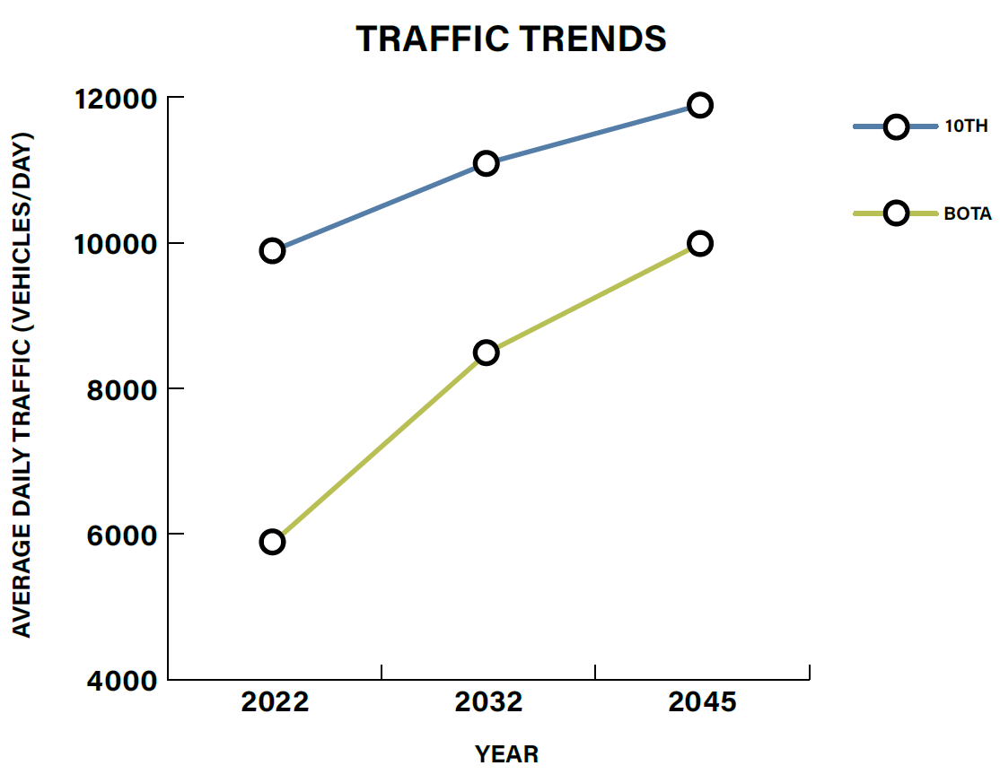 TRAFFIC TRENDS
12000
10000
8000
6000
4000
AVERAGE DAILY TRAFFIC (VEHICLES/DAY)
2022
2032
2045
YEAR
10TH
BOTA